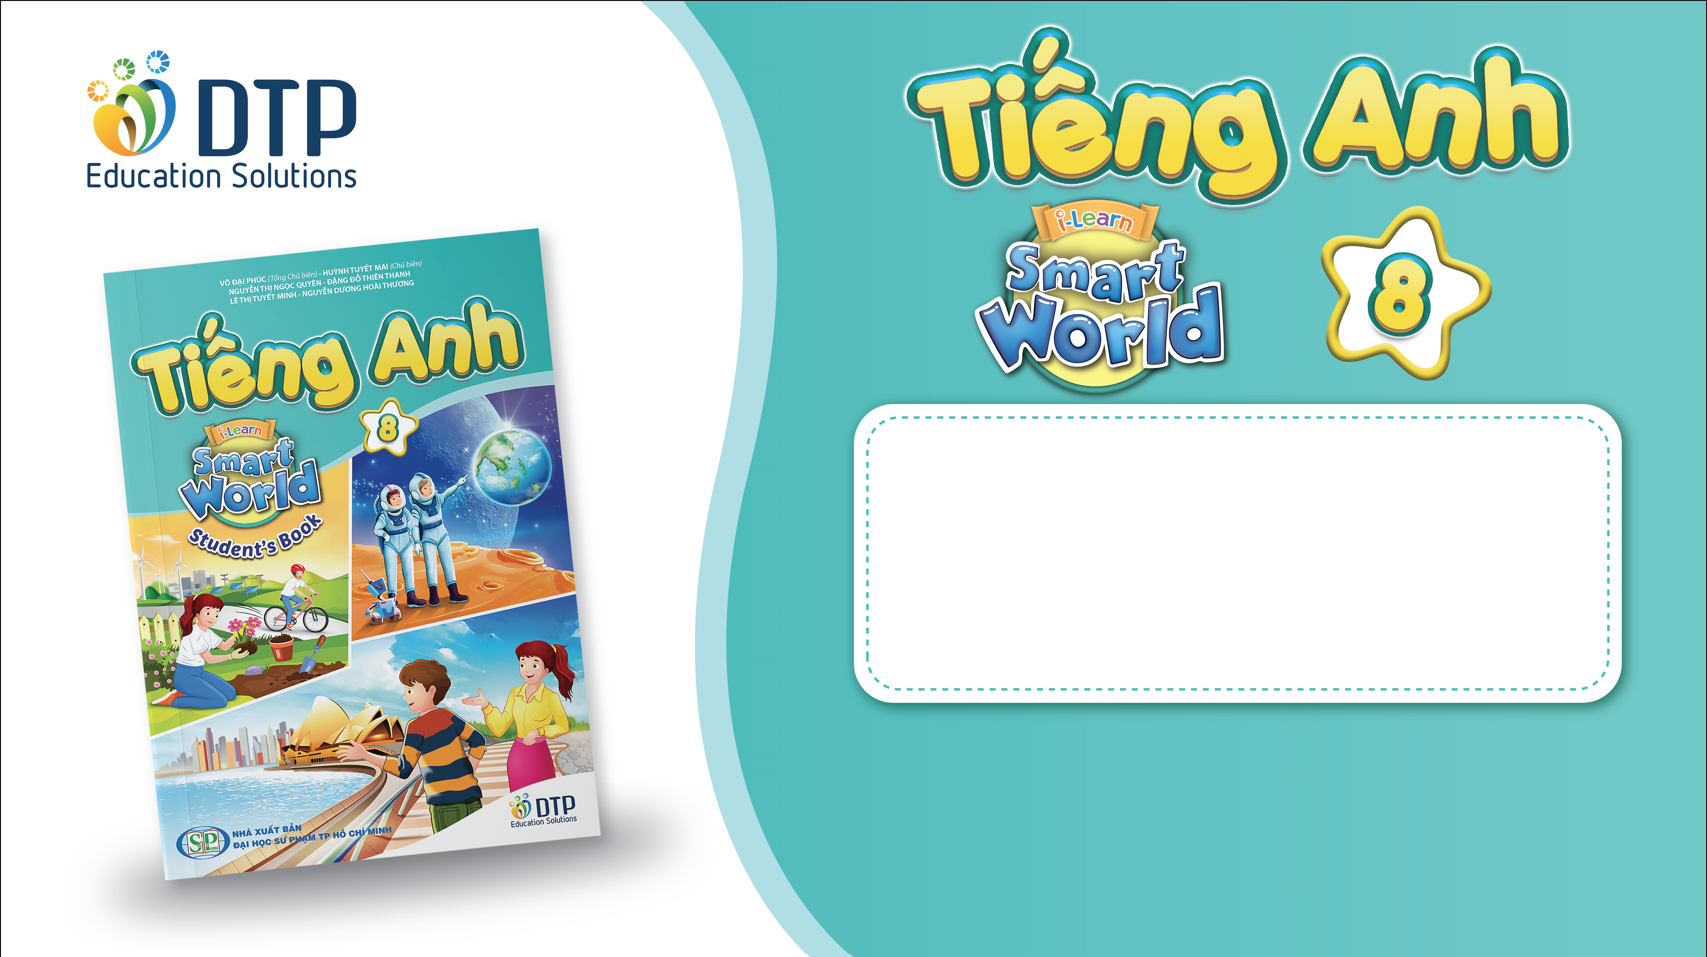 DTP
Education Solutions
VÕ ĐẠI PHÚC (Tổng Chủ biên) - HUỲNH TUYẾT MAI (Chủ biên)
NGUYỄN THỊ NGỌC QUYÊN - ĐẶNG ĐỖ THIÊN THANH
LÊ THỊ TUYẾT MINH - NGUYỄN DƯƠNG HOÀI THƯƠNG
Tiếng Anh
8
i-Learn
Smart
World
Student's Book
SP
NHÀ XUẤT BẢN
ĐẠI HỌC SƯ PHẠM TP HỒ CHÍ MINH
DTP
Education Solutions
Tiếng Anh
i-Learn
Smart
World
8